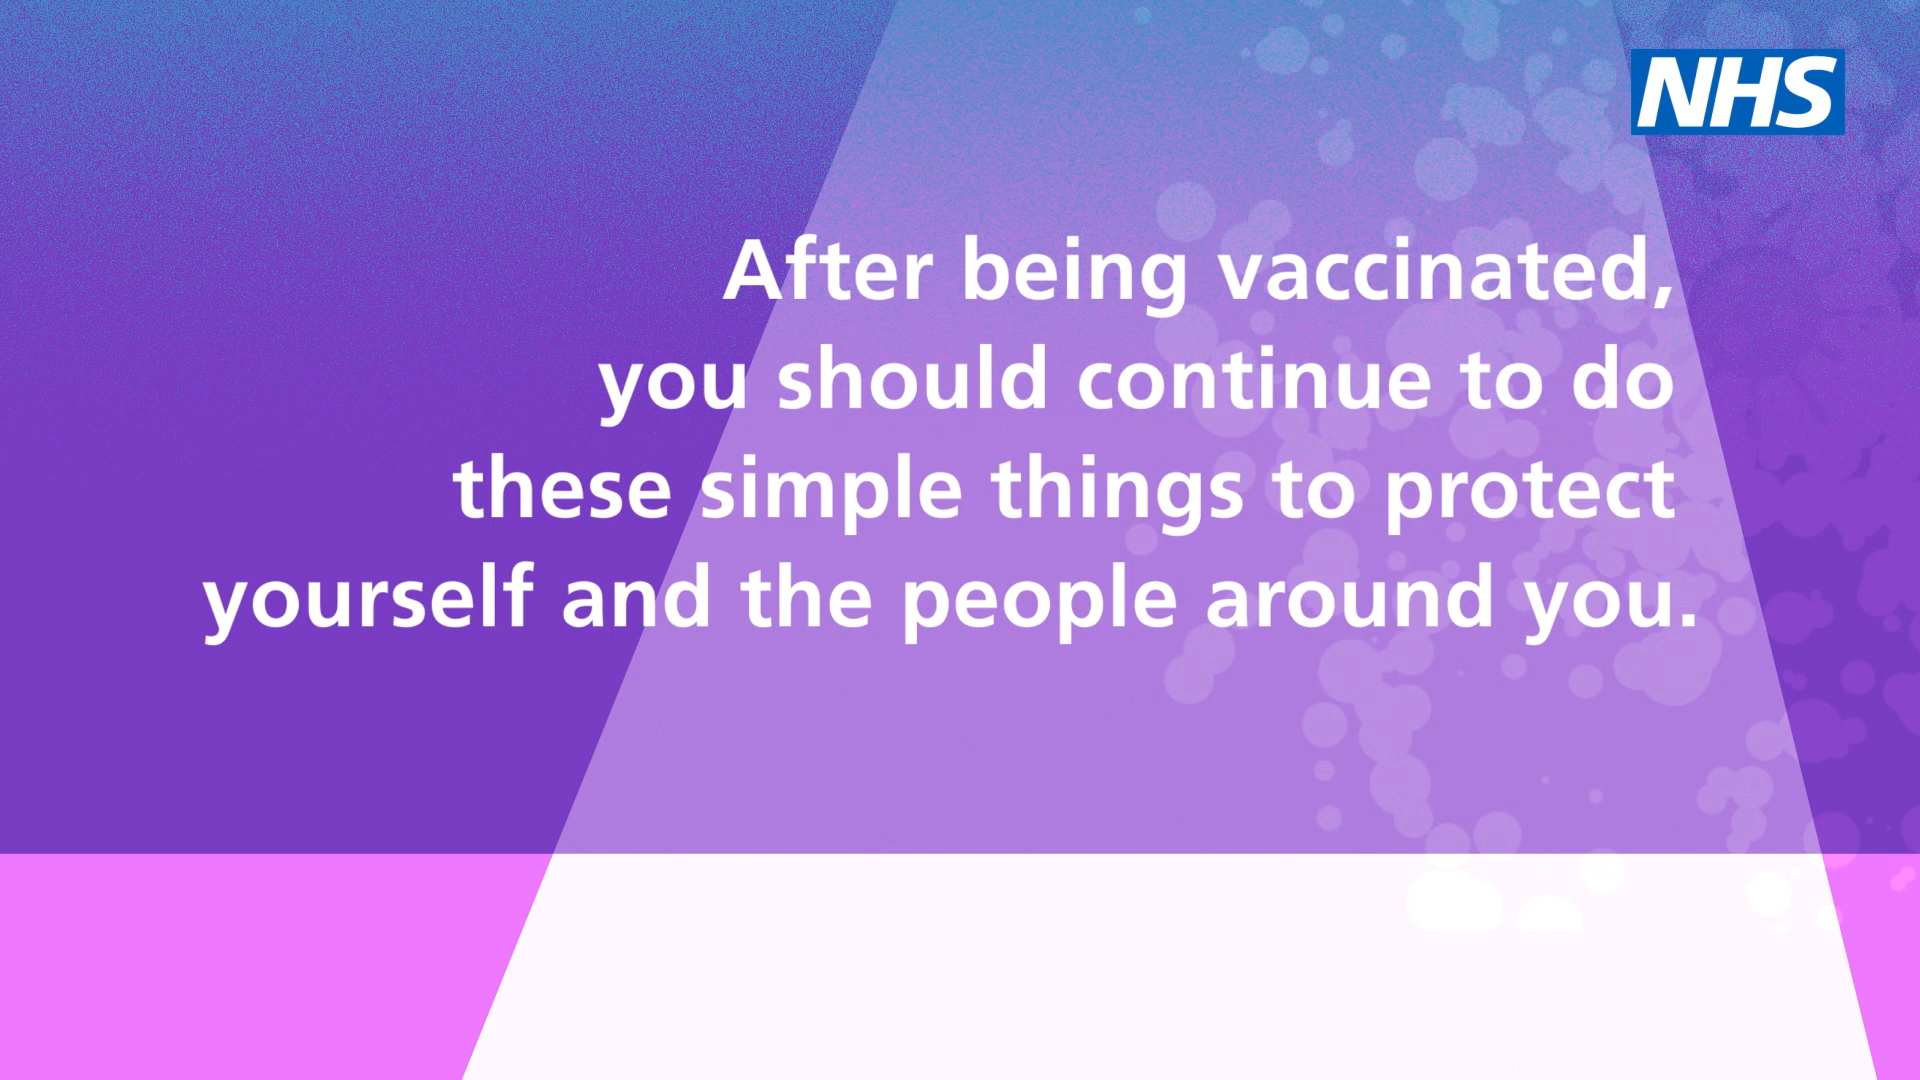 NHS
After being vaccinated,
you should continue to do
these simple things to protect
yourself and the people around you.